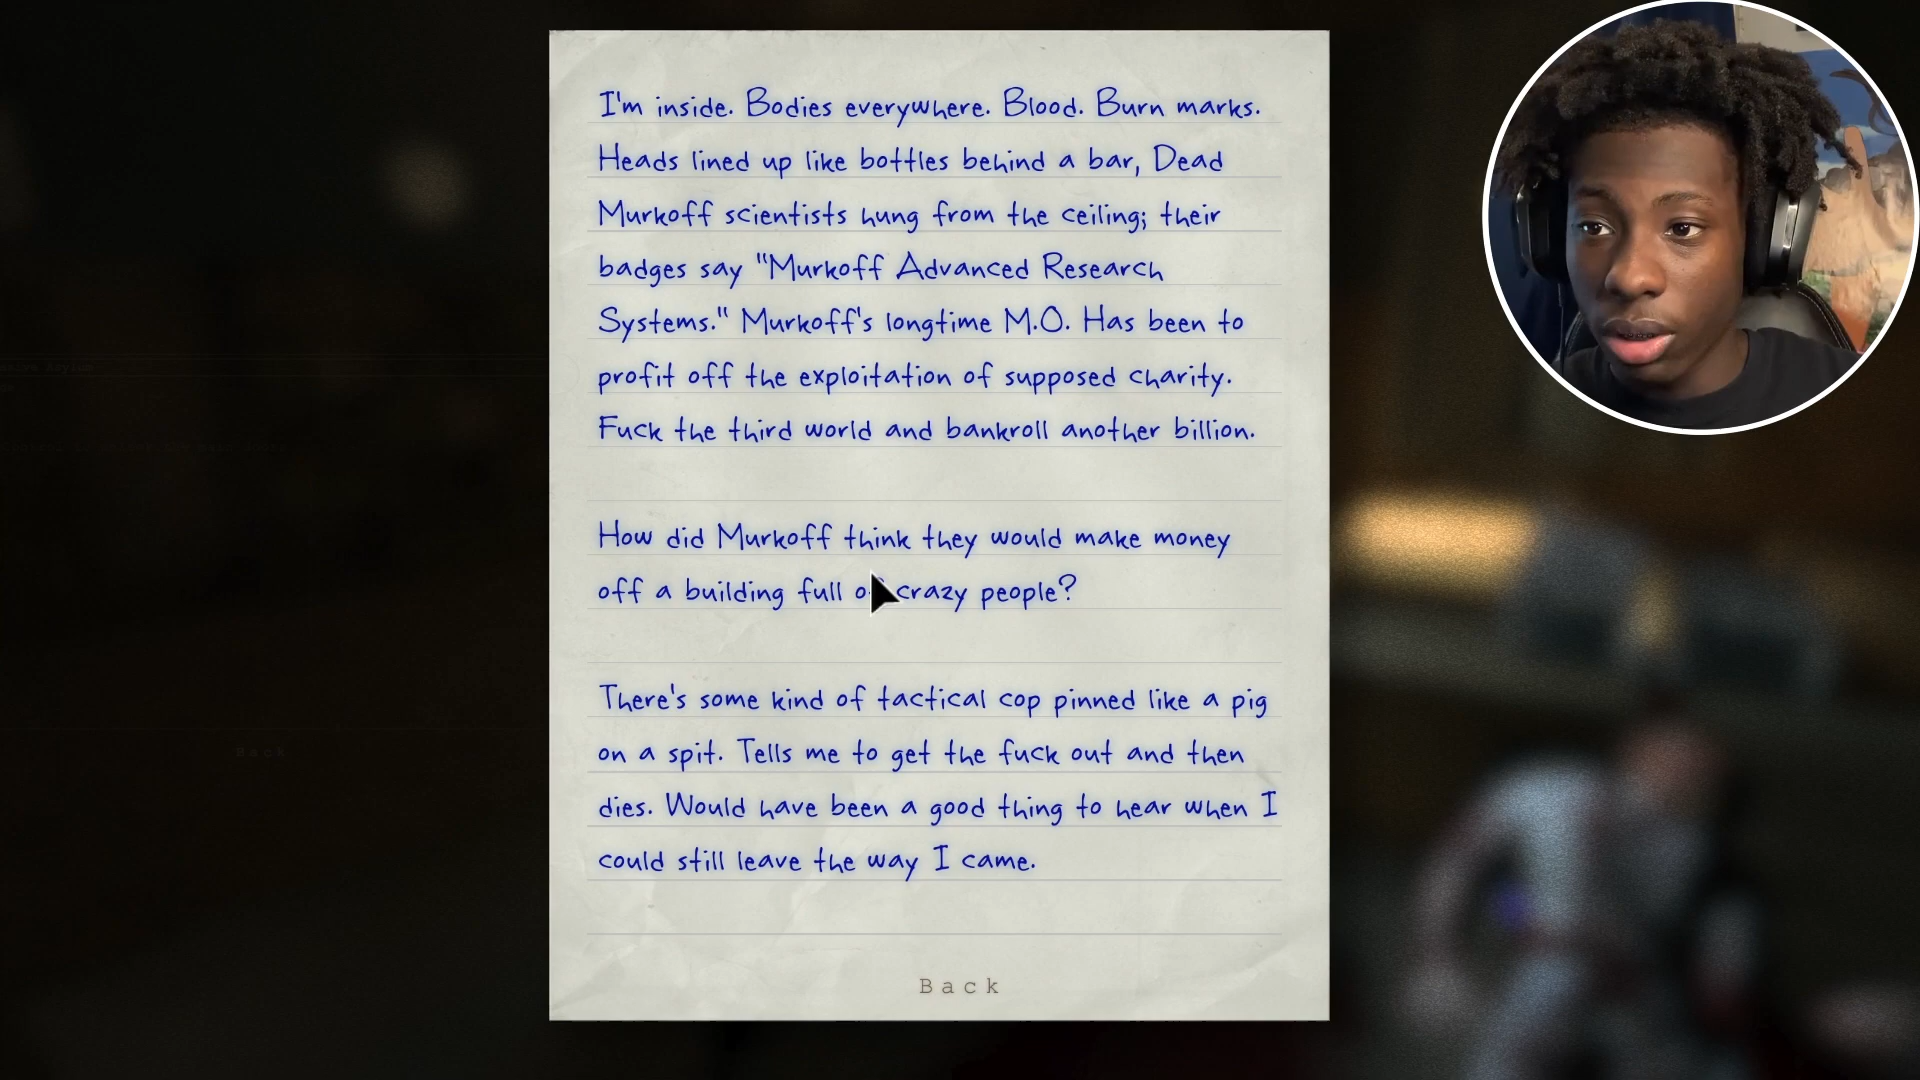 I'm inside. Bodies everywhere. Blood. Burn marks.
Heads lined up like bottles behind a bar, Dead
Murkoff scientists hung from the ceiling; their
badges say "Murkoff Advanced Research
Systems." Murkoff's longtime M.O. Has been to
profit off the exploitation of supposed charity.
Fuck the third world and bankroll another billion.
How did Murkoff think they would make money
off a building full of crazy people?
There's some kind of tactical cop pinned like a pig
on a spit. Tells me to get the fuck out and then
dies. Would have been a good thing to hear when I
could still leave the way I came.
Back
Back